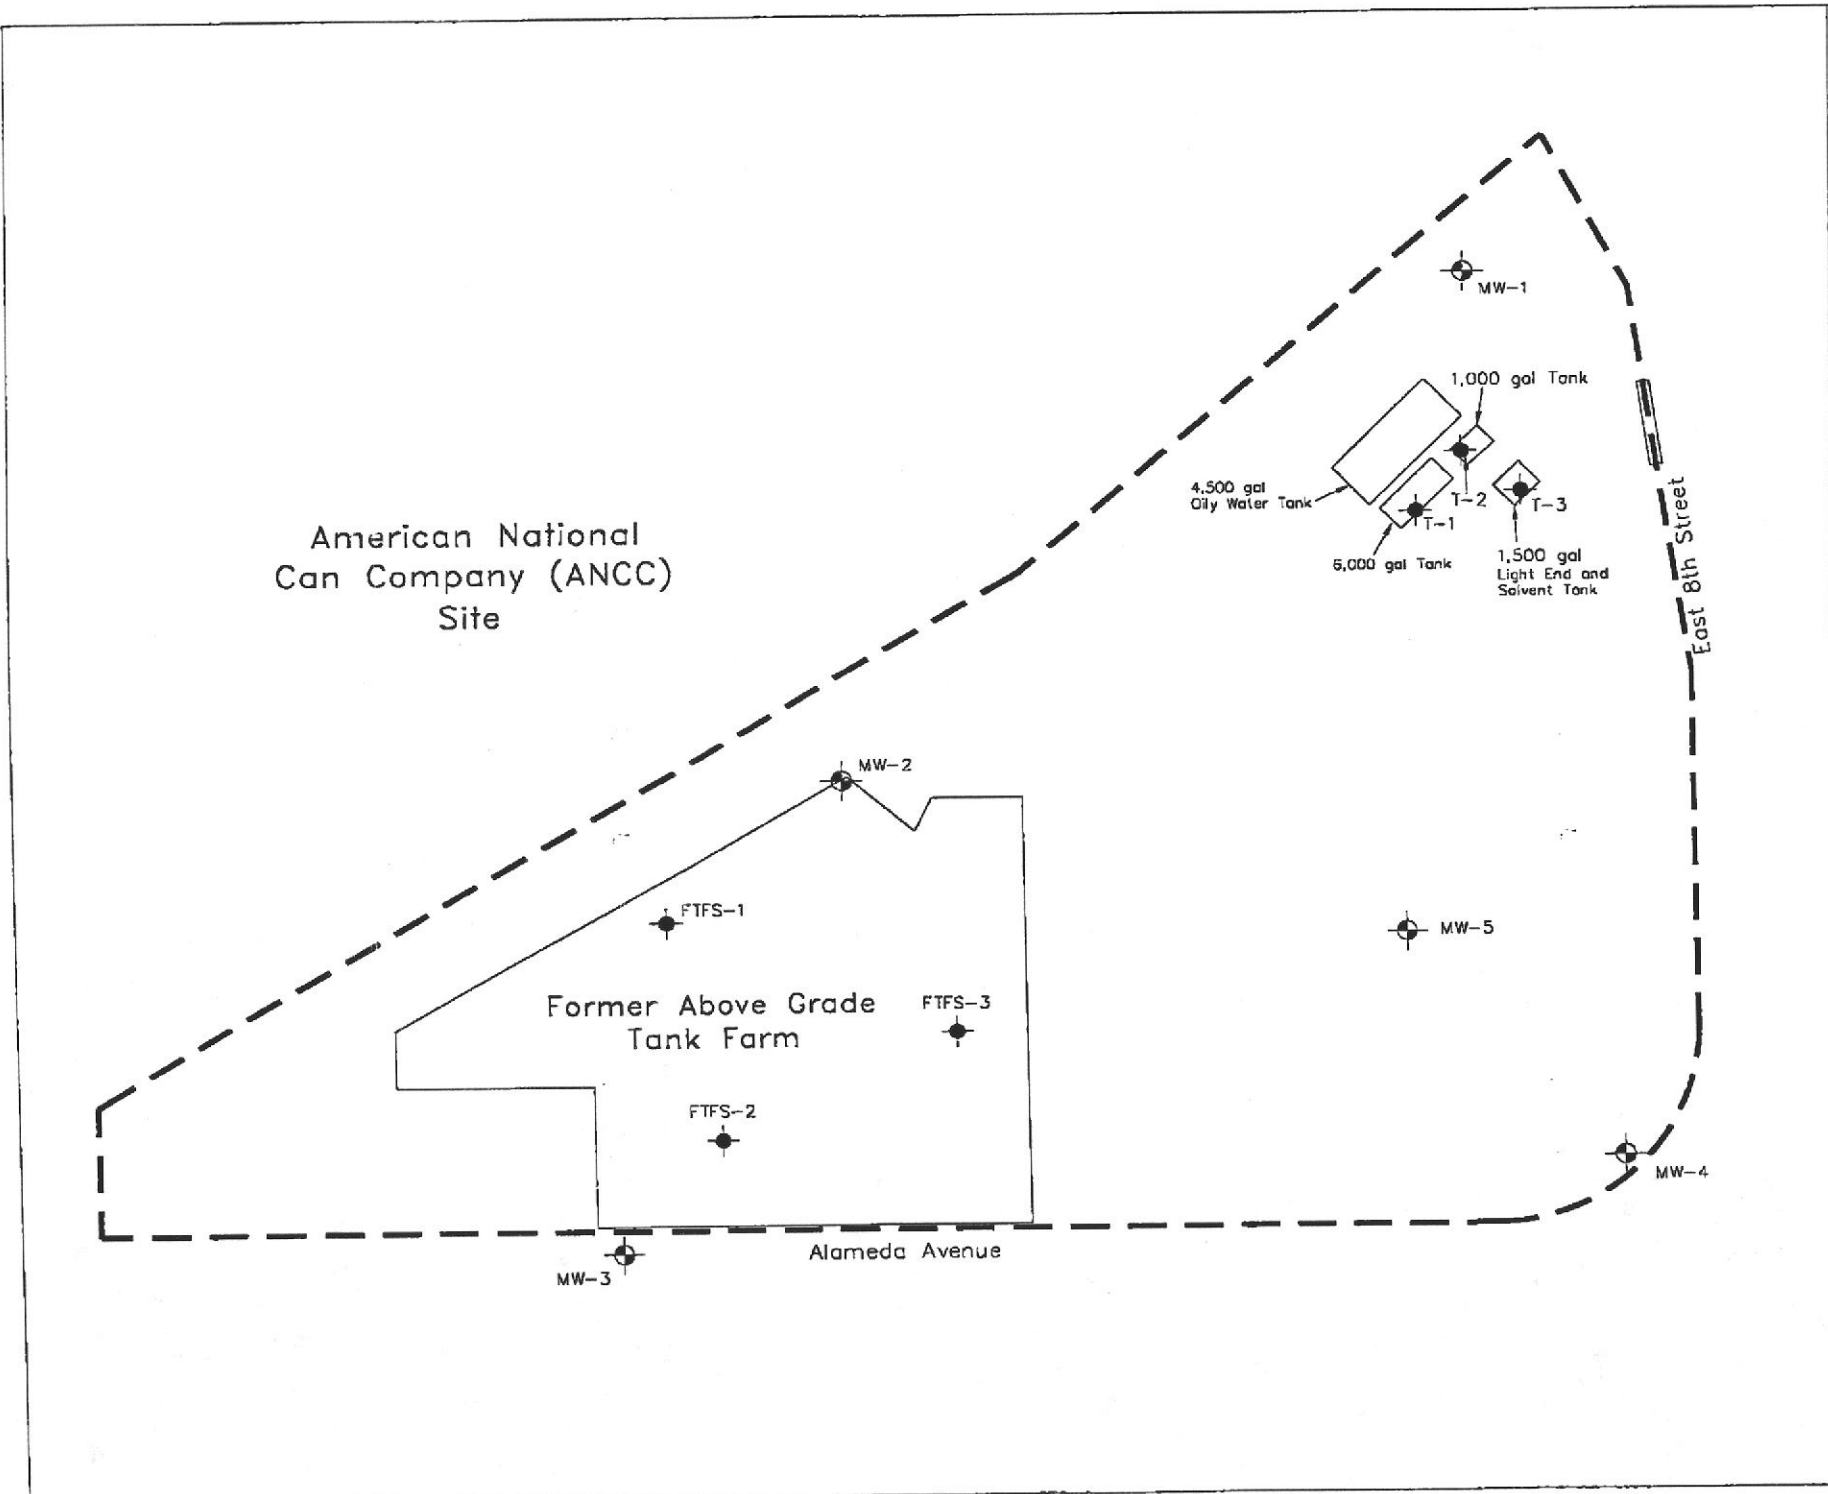 MW-1
1,000 gal Tank
4,500 gal
Oily Water Tank
T-2
T-3
T-1
1,500 gal
Light End and
Solvent Tank
gal Tank
East 8th Street
American National
Can Company (ANCC)
Site
MW-2
FTFS-1
MW-5
Former Above Grade
Tank Farm
FTFS-3
FTFS-2
MW-4
Alameda Avenue
MW-3